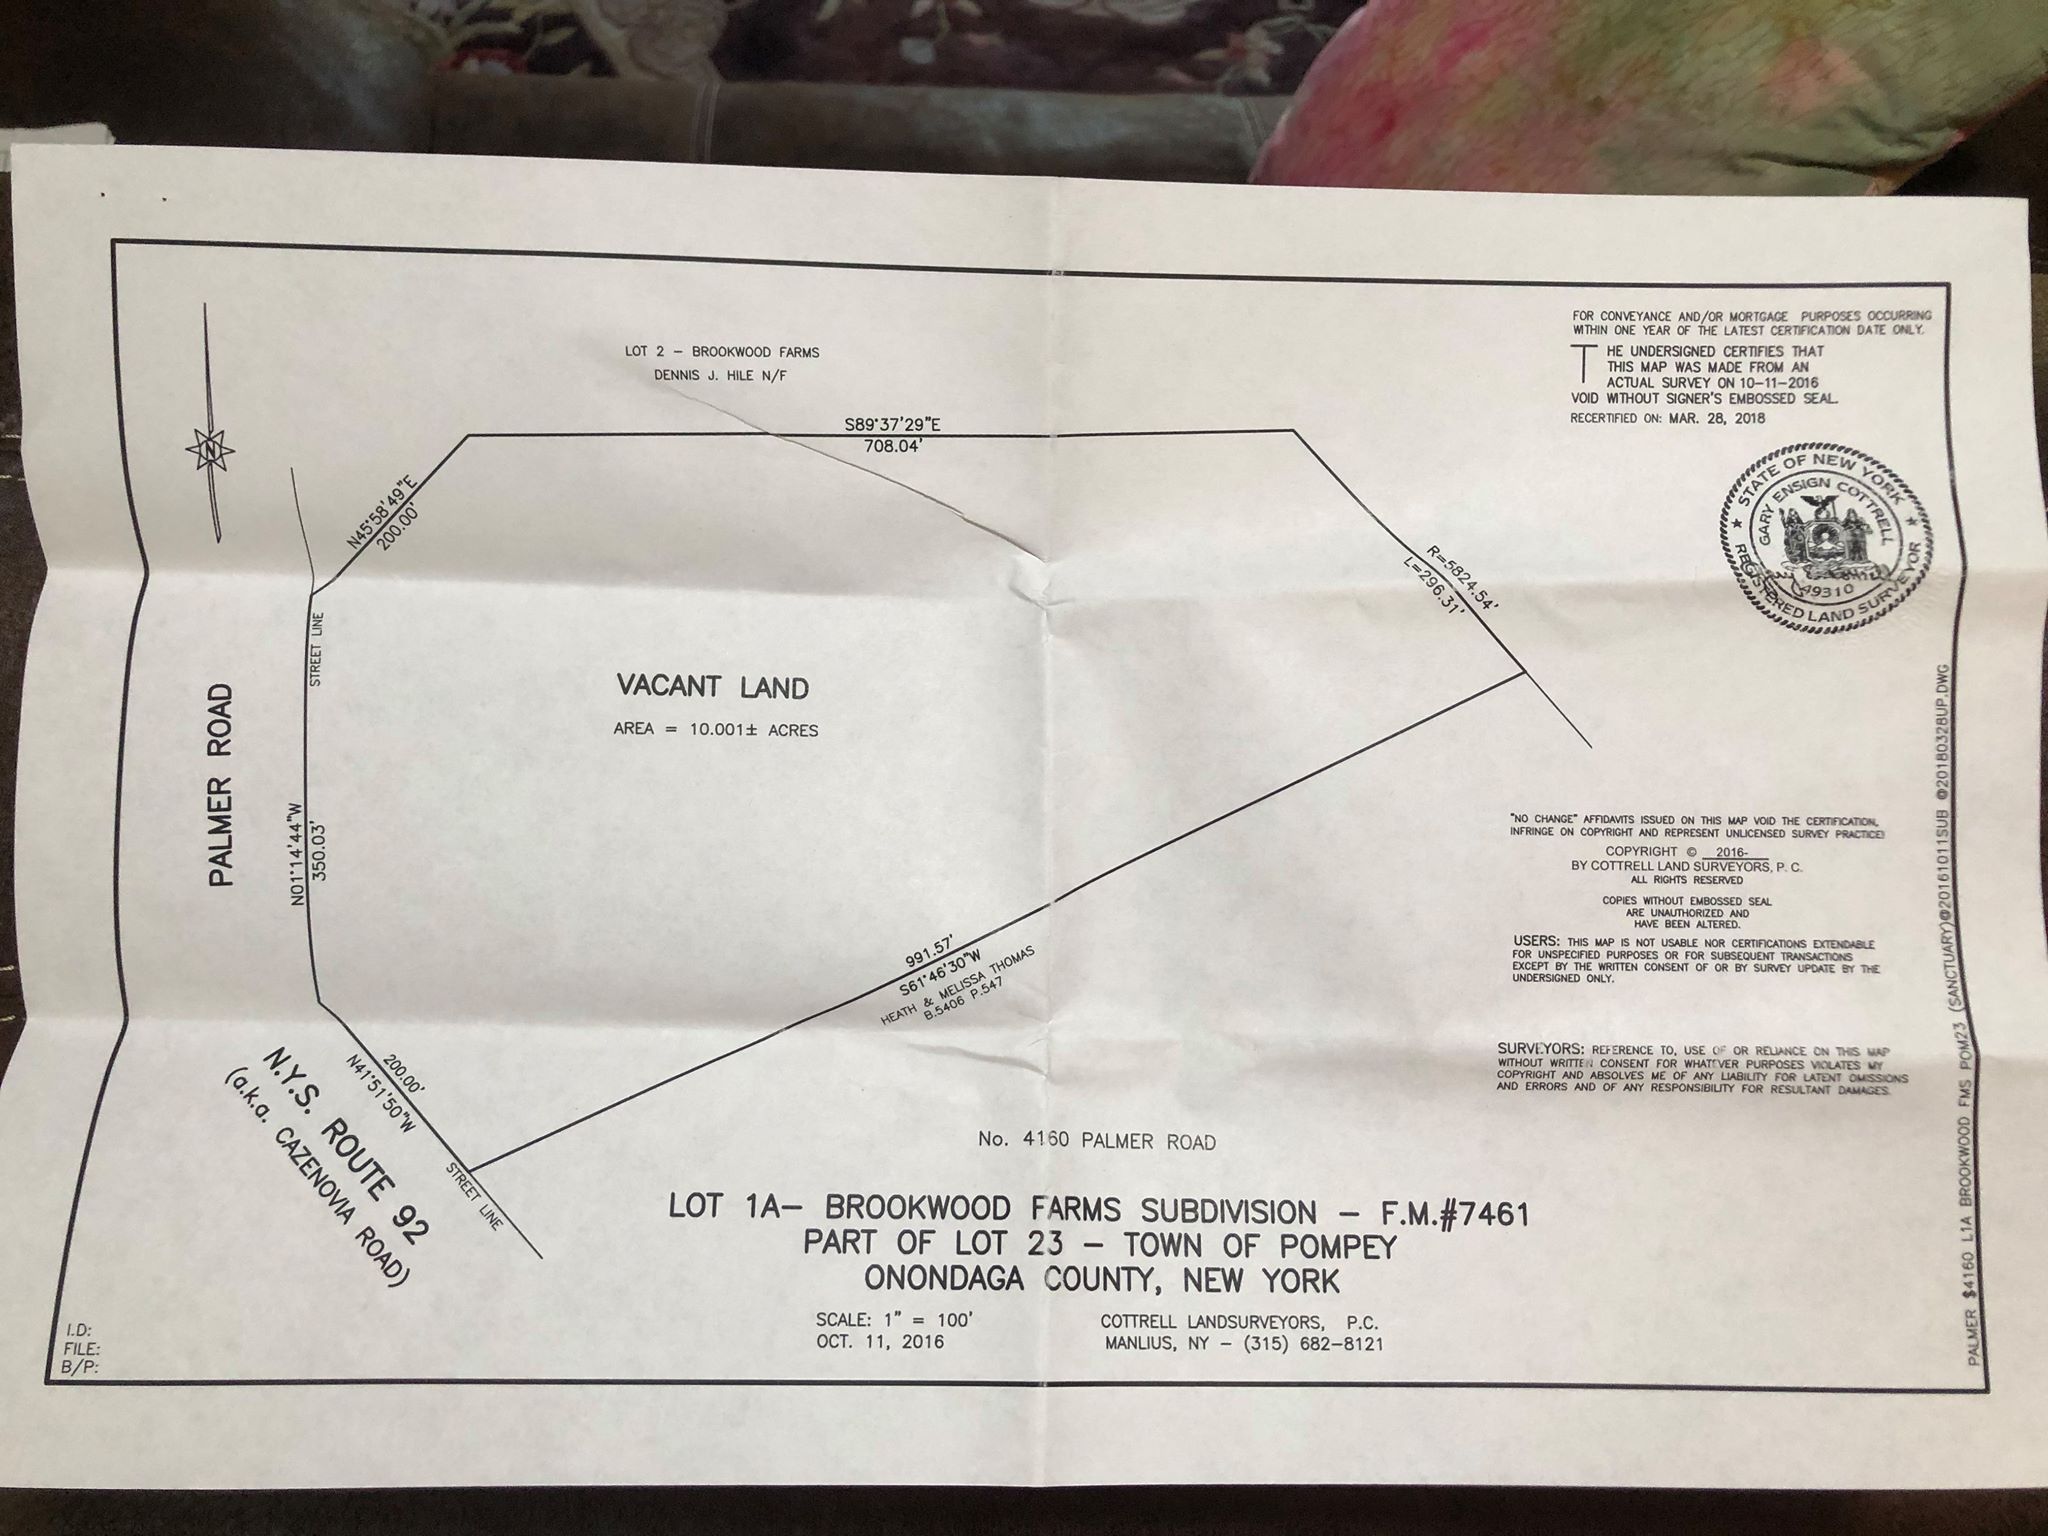 LOT 2 – BROOKWOOD FARMS
DENNIS J. HILE N/F
S89°37'29"E
708.04'
N45°58'49"E
200.00'
N
STREET LINE
PALMER ROAD
N01°14'44"W
350.03'
VACANT LAND
AREA = 10.001± ACRES
R=5824.54'
L=296.31'
991.57'
S61°46'30"W
HEATH & MELISSA THOMAS
B.5406 P.547
200.00'
N41°51'50"W
STREET LINE
N.Y.S. ROUTE 92
(a.k.a. CAZENOVIA ROAD)
FOR CONVEYANCE AND/OR MORTGAGE PURPOSES OCCURRING
WITHIN ONE YEAR OF THE LATEST CERTIFICATION DATE ONLY.
THE UNDERSIGNED CERTIFIES THAT
THIS MAP WAS MADE FROM AN
ACTUAL SURVEY ON 10–11–2016
VOID WITHOUT SIGNER'S EMBOSSED SEAL.
RECERTIFIED ON: MAR. 28, 2018
STATE OF NEW YORK
GARY ENSIGN COTTRELL
49310
REGISTERED LAND SURVEYOR
"NO CHANGE" AFFIDAVITS ISSUED ON THIS MAP VOID THE CERTIFICATION,
INFRINGE ON COPYRIGHT AND REPRESENT UNLICENSED SURVEY PRACTICE!
COPYRIGHT © 2016-
BY COTTRELL LAND SURVEYORS, P. C.
ALL RIGHTS RESERVED
COPIES WITHOUT EMBOSSED SEAL
ARE UNAUTHORIZED AND
HAVE BEEN ALTERED.
USERS: THIS MAP IS NOT USABLE NOR CERTIFICATIONS EXTENDABLE
FOR UNSPECIFIED PURPOSES OR FOR SUBSEQUENT TRANSACTIONS
EXCEPT BY THE WRITTEN CONSENT OF OR BY SURVEY UPDATE BY THE
UNDERSIGNED ONLY.
SURVEYORS: REFERENCE TO, USE OF OR RELIANCE ON THIS MAP
WITHOUT WRITTEN CONSENT FOR WHATEVER PURPOSES VIOLATES MY
COPYRIGHT AND ABSOLVES ME OF ANY LIABILITY FOR LATENT OMISSIONS
AND ERRORS AND OF ANY RESPONSIBILITY FOR RESULTANT DAMAGES.
PALMER $4160 L1A BROOKWOOD FMS POM23 (SANCTUARY)@20161011SUB @20180328UP.DWG
No. 4160 PALMER ROAD
LOT 1A– BROOKWOOD FARMS SUBDIVISION – F.M.#7461
PART OF LOT 23 – TOWN OF POMPEY
ONONDAGA COUNTY, NEW YORK
SCALE: 1" = 100'
OCT. 11, 2016
COTTRELL LANDSURVEYORS, P.C.
MANLIUS, NY – (315) 682–8121
I.D:
FILE:
B/P: